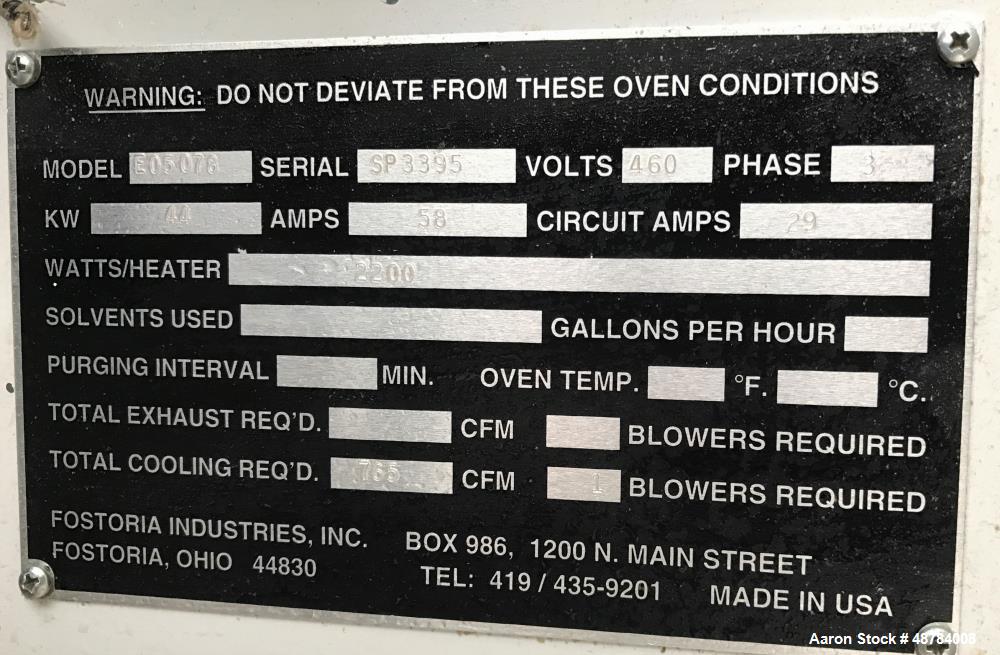 WARNING: DO NOT DEVIATE FROM THESE OVEN CONDITIONS
MODEL E05078 SERIAL SP3395 VOLTS 460 PHASE 3
KW 44 AMPS 58 CIRCUIT AMPS 29
WATTS/HEATER 2200
SOLVENTS USED GALLONS PER HOUR
PURGING INTERVAL MIN. OVEN TEMP. °F. °C.
TOTAL EXHAUST REQ'D. CFM BLOWERS REQUIRED
TOTAL COOLING REQ'D. 765 CFM 1 BLOWERS REQUIRED
FOSTORIA INDUSTRIES, INC. BOX 986, 1200 N. MAIN STREET
FOSTORIA, OHIO 44830 TEL: 419 / 435-9201 MADE IN USA
Aaron Stock # 48784008